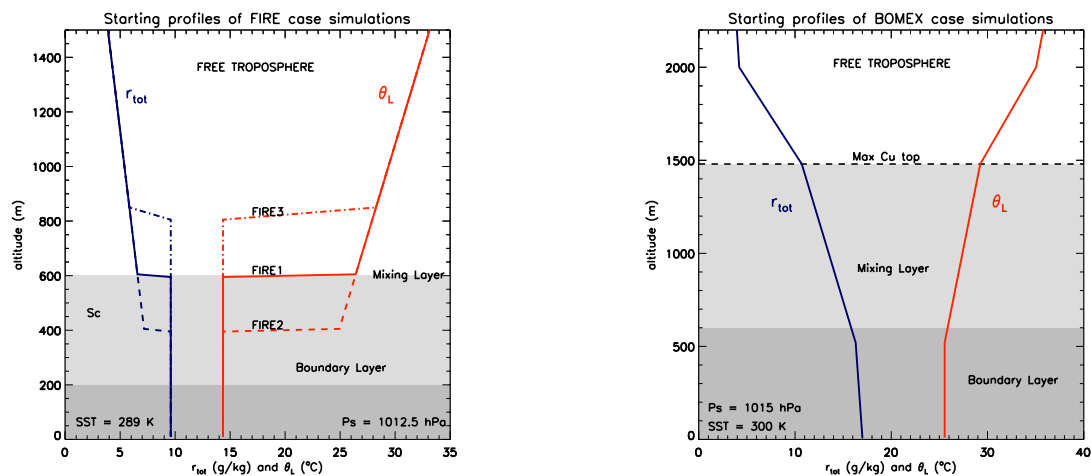 Starting profiles of FIRE case simulations
1400
1200
1000
800
600
400
200
0
altitude (m)
FREE TROPOSPHERE
r_tot
θ_L
FIRE3
FIRE1
Mixing Layer
Sc
FIRE2
Boundary Layer
SST = 289 K
Ps = 1012.5 hPa
0 5 10 15 20 25 30 35
r_tot (g/kg) and θ_L (°C)
Starting profiles of BOMEX case simulations
2000
1500
1000
500
0
altitude (m)
FREE TROPOSPHERE
Max Cu top
r_tot
θ_L
Mixing Layer
Boundary Layer
Ps = 1015 hPa
SST = 300 K
0 10 20 30 40
r_tot (g/kg) and θ_L (°C)